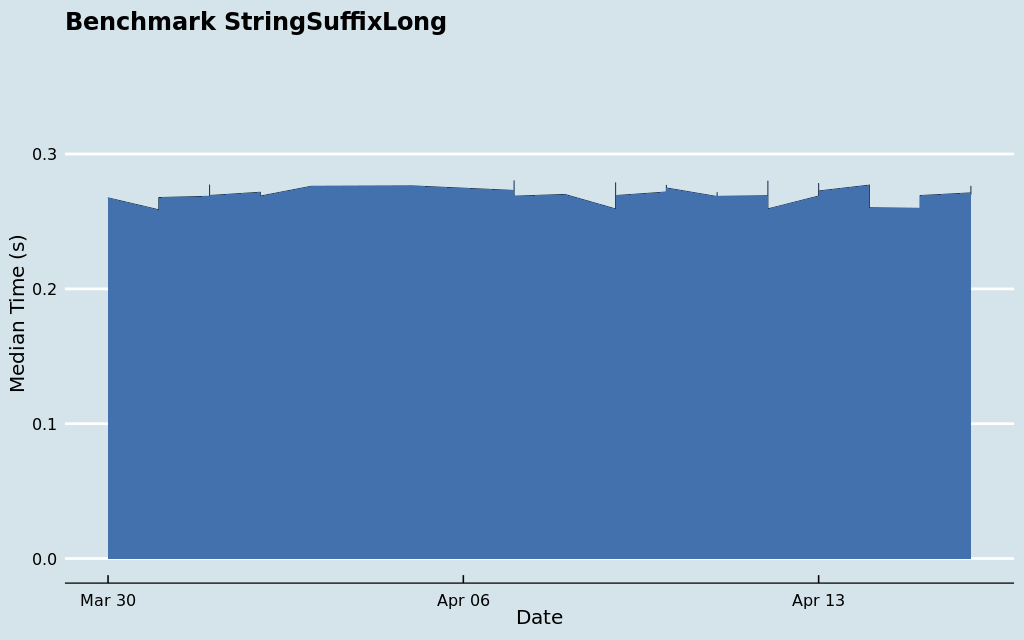 Benchmark StringSuffixLong
0.3
0.2
0.1
0.0
Median Time (s)
Mar 30
Apr 06
Apr 13
Date